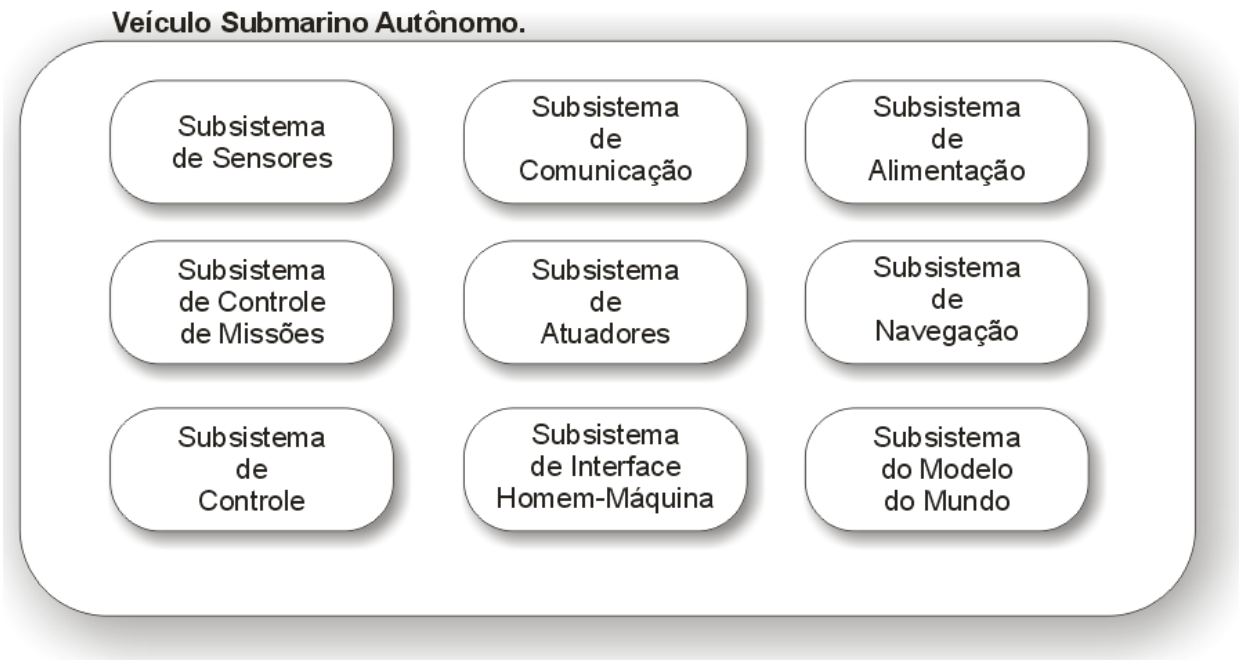 Veículo Submarino Autônomo.
Subsistema
de Sensores
Subsistema
de
Comunicação
Subsistema
de
Alimentação
Subsistema
de Controle
de Missões
Subsistema
de
Atuadores
Subsistema
de
Navegação
Subsistema
de
Controle
Subsistema
de Interface
Homem-Máquina
Subsistema
do Modelo
do Mundo